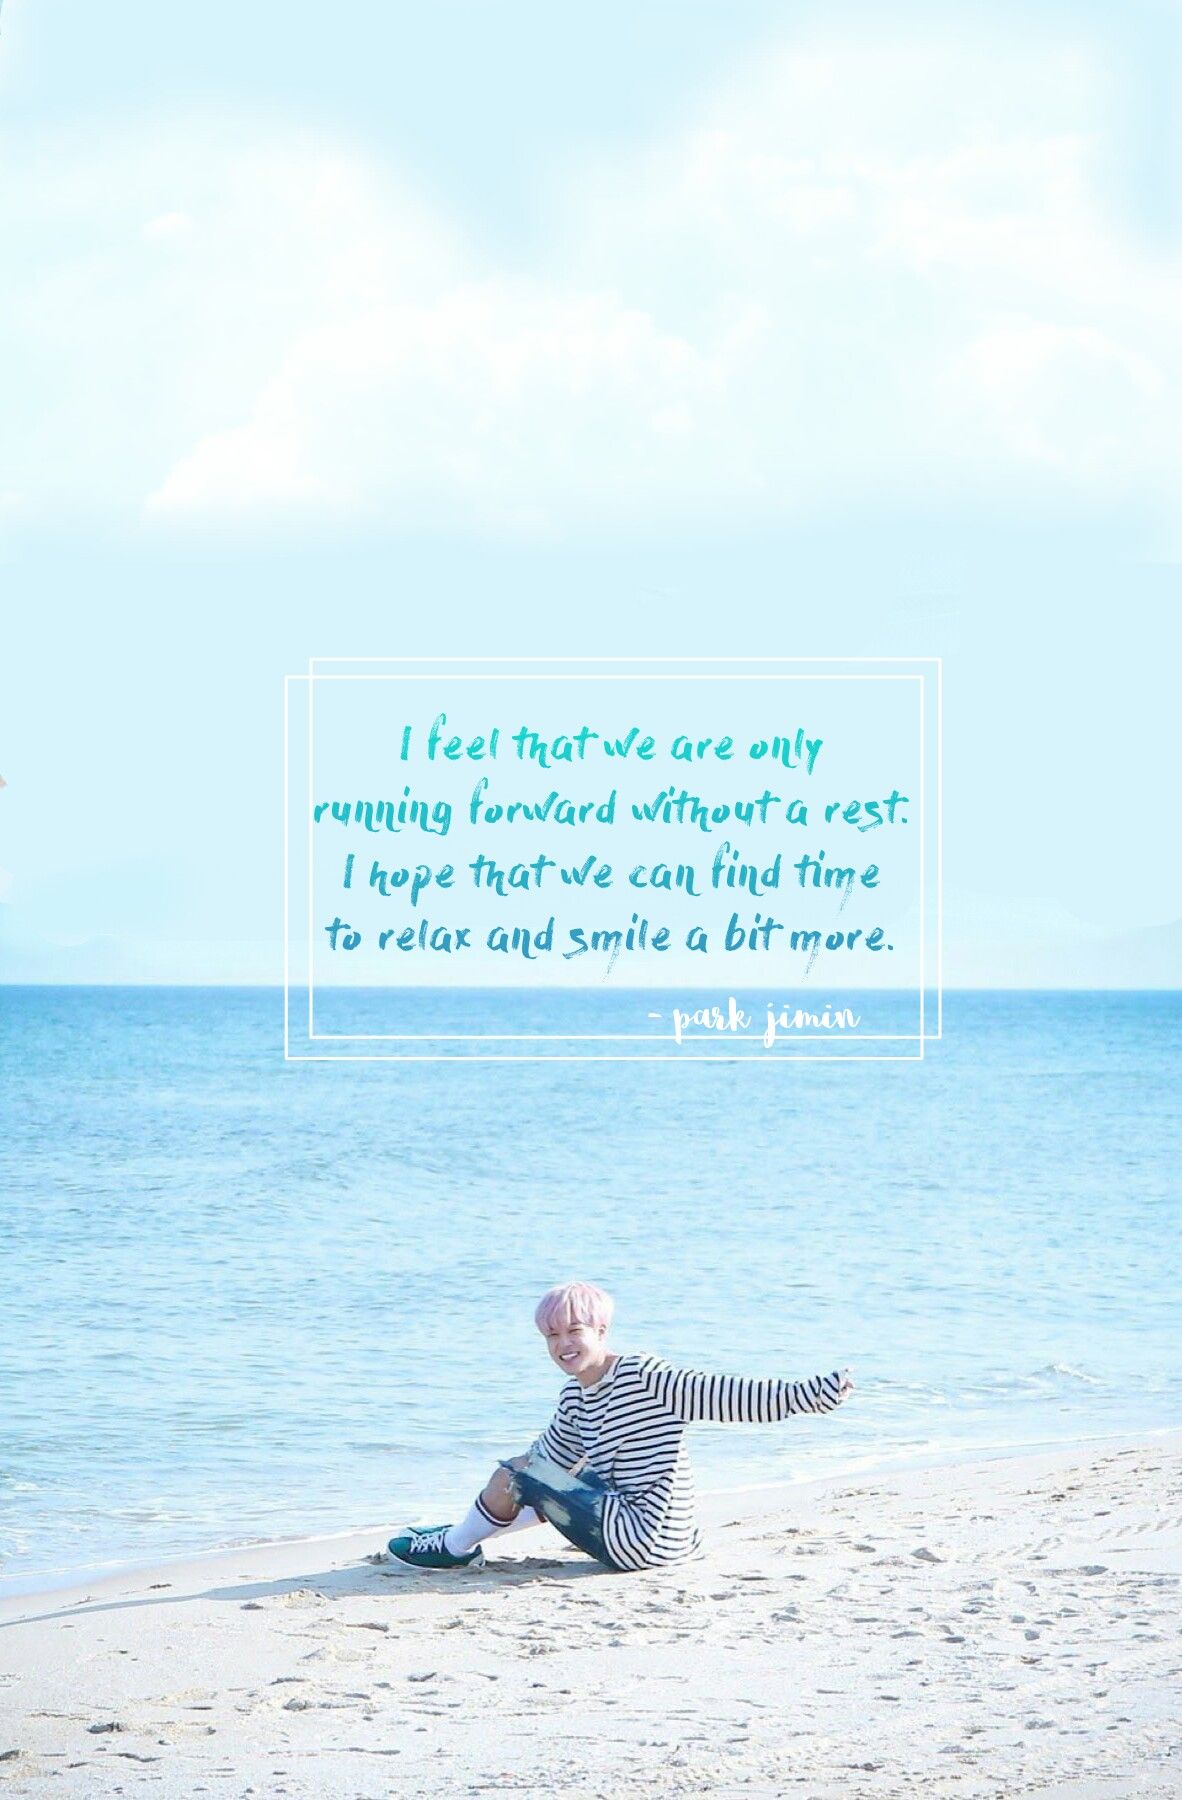 I feel that we are only
running forward without a rest.
I hope that we can find time
to relax and smile a bit more.
- park jimin